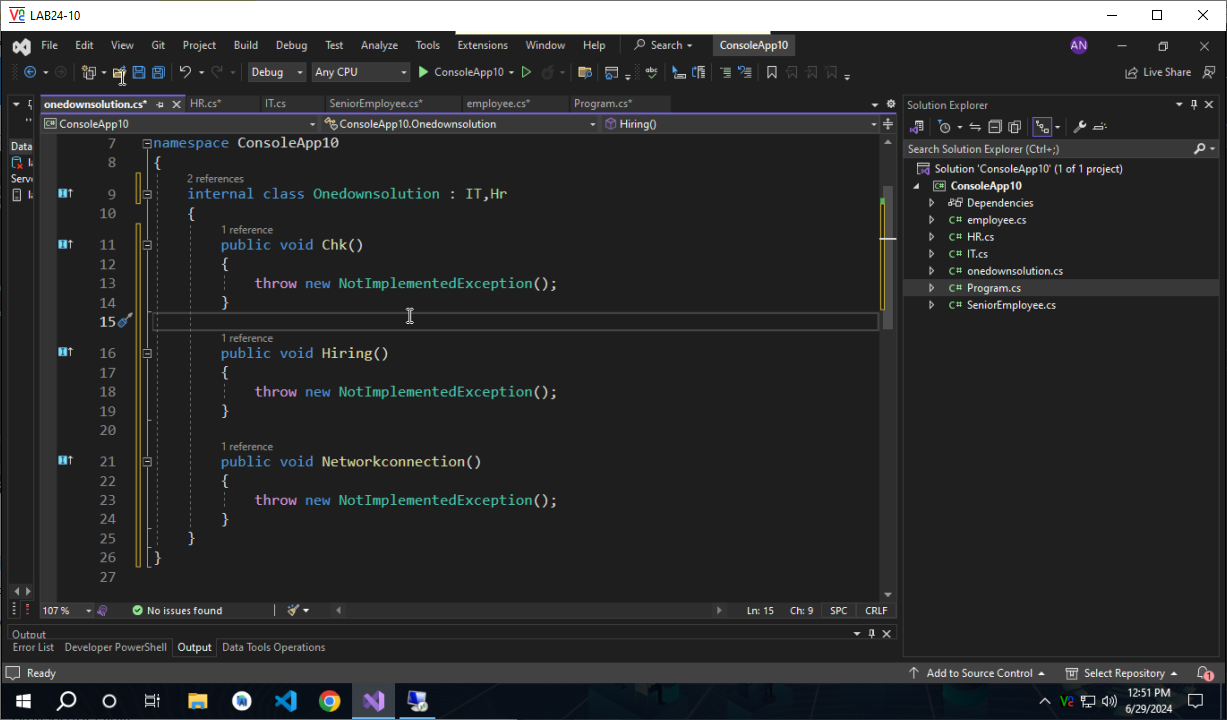 LAB24-10
File Edit View Git Project Build Debug Test Analyze Tools Extensions Window Help Search ConsoleApp10 AN
Debug Any CPU ConsoleApp10 Live Share
onedownsolution.cs* HR.cs* IT.cs SeniorEmployee.cs* employee.cs* Program.cs*
ConsoleApp10 ConsoleApp10.Onedownsolution Hiring()
Data
Serv
7 namespace ConsoleApp10
8 {
2 references
9 internal class Onedownsolution : IT,Hr
10 {
1 reference
11 public void Chk()
12 {
13 throw new NotImplementedException();
14 }
15
1 reference
16 public void Hiring()
17 {
18 throw new NotImplementedException();
19 }
20
1 reference
21 public void Networkconnection()
22 {
23 throw new NotImplementedException();
24 }
25 }
26 }
27
107 % No issues found Ln: 15 Ch: 9 SPC CRLF
Solution Explorer
Search Solution Explorer (Ctrl+;)
Solution 'ConsoleApp10' (1 of 1 project)
ConsoleApp10
Dependencies
C# employee.cs
C# HR.cs
C# IT.cs
C# onedownsolution.cs
C# Program.cs
C# SeniorEmployee.cs
Output
Error List Developer PowerShell Output Data Tools Operations
Ready Add to Source Control Select Repository 1
12:51 PM
6/29/2024